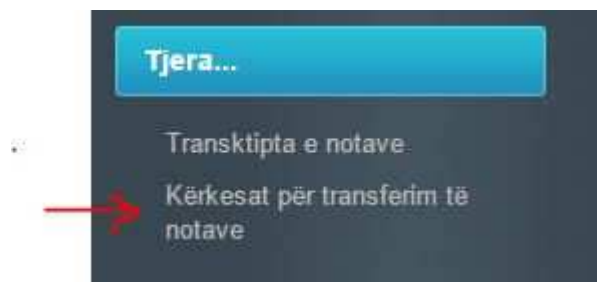 Tjera...
Transktipta e notave
Kërkesat për transferim të
notave